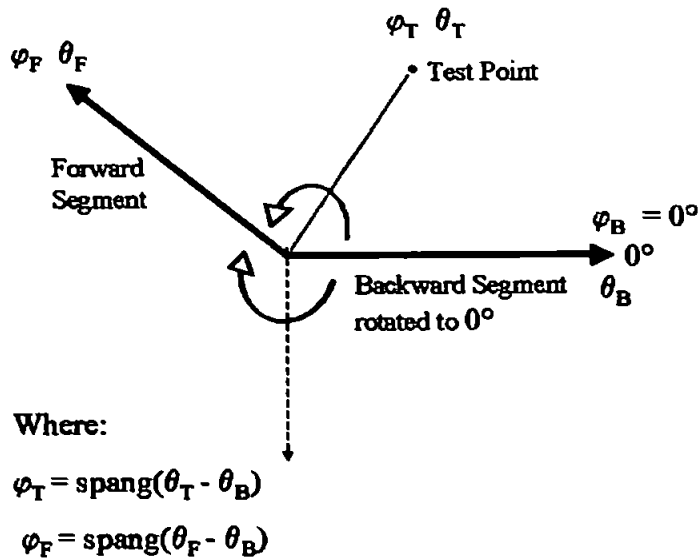 φT θT
φF θF
Test Point
Forward
Segment
φB = 0°
0°
Backward Segment
θB
rotated to 0°
Where:
φT = spang(θT - θB)
φF = spang(θF - θB)